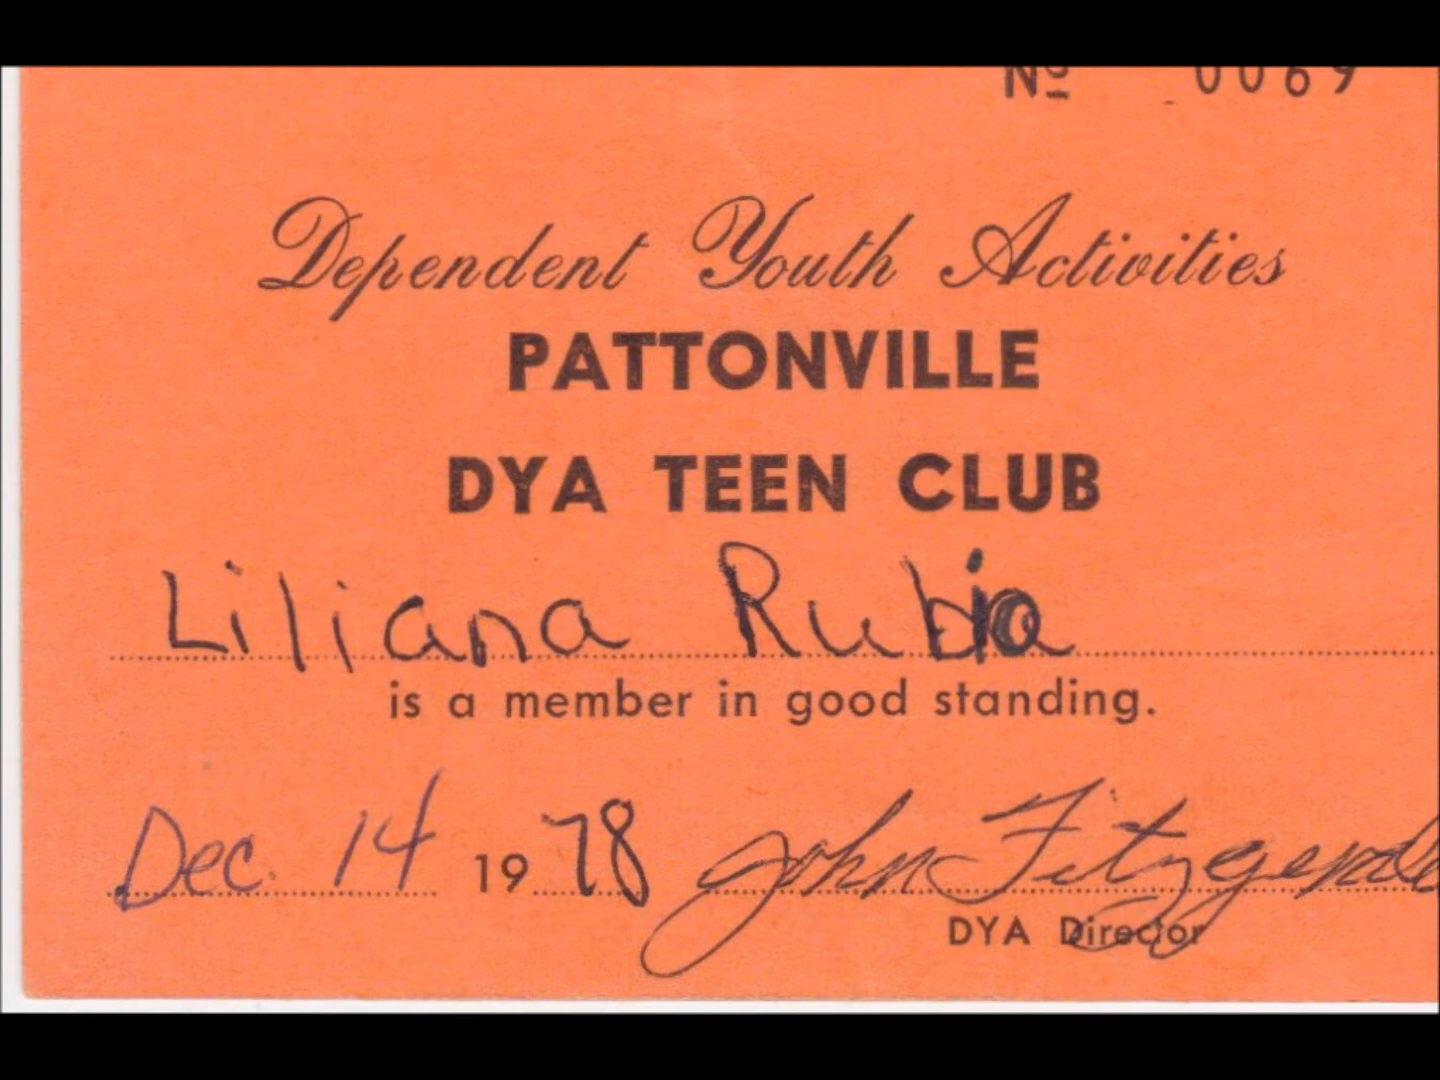 Nº 0069
Dependent Youth Activities
PATTONVILLE
DYA TEEN CLUB
Liliana
is a member in good standing.
Dec. 14 1978 John
DYA Director